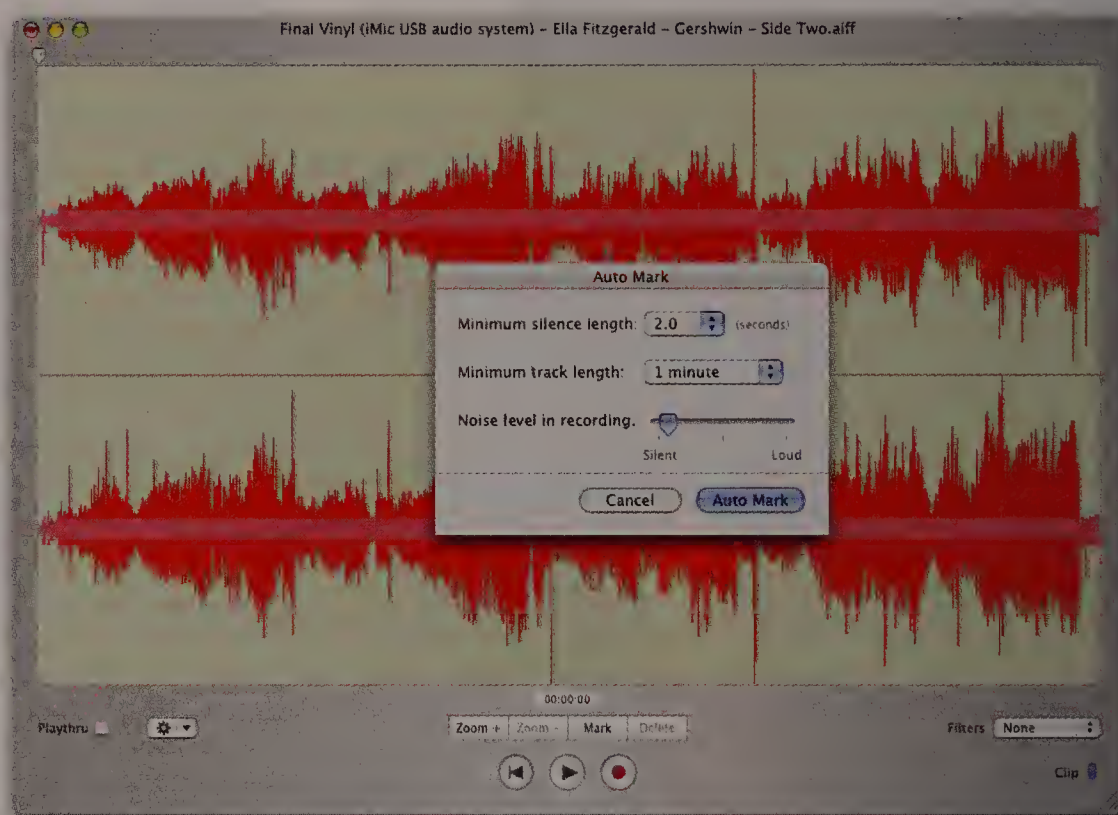 Final Vinyl (iMic USB audio system) – Ella Fitzgerald – Gershwin – Side Two.aiff
Auto Mark
Minimum silence length: 2.0 (seconds)
Minimum track length: 1 minute
Noise level in recording.
Silent Loud
Cancel Auto Mark
00:00:00
Playthru Zoom + Zoom - Mark Delete Filters None
Clip